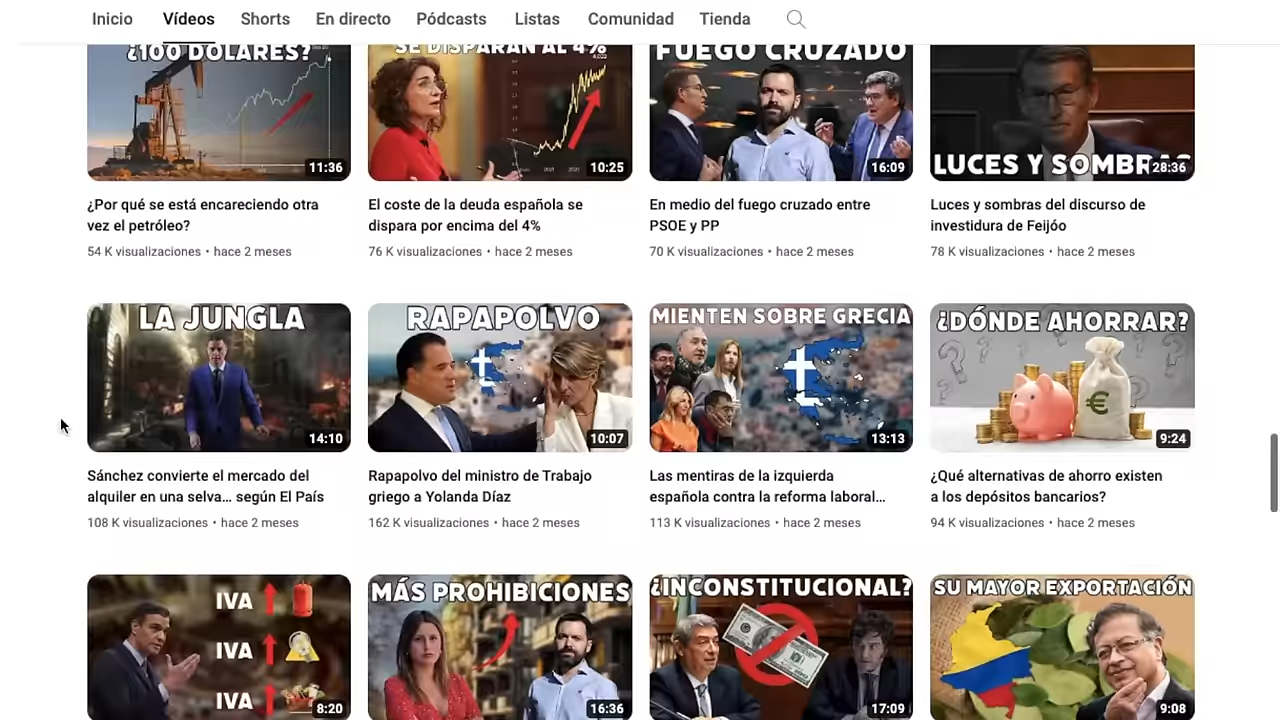 Inicio Vídeos Shorts En directo Pódcasts Listas Comunidad Tienda
¿100 DÓLARES?
11:36
SE DISPARAN AL 4%
10:25
FUEGO CRUZADO
16:09
LUCES Y SOMBRAS
28:36
¿Por qué se está encareciendo otra
vez el petróleo?
54 K visualizaciones • hace 2 meses
El coste de la deuda española se
dispara por encima del 4%
76 K visualizaciones • hace 2 meses
En medio del fuego cruzado entre
PSOE y PP
70 K visualizaciones • hace 2 meses
Luces y sombras del discurso de
investidura de Feijóo
78 K visualizaciones • hace 2 meses
LA JUNGLA
14:10
RAPAPOLVO
10:07
MIENTEN SOBRE GRECIA
13:13
¿DÓNDE AHORRAR?
€
9:24
Sánchez convierte el mercado del
alquiler en una selva... según El País
108 K visualizaciones • hace 2 meses
Rapapolvo del ministro de Trabajo
griego a Yolanda Díaz
162 K visualizaciones • hace 2 meses
Las mentiras de la izquierda
española contra la reforma laboral...
113 K visualizaciones • hace 2 meses
¿Qué alternativas de ahorro existen
a los depósitos bancarios?
94 K visualizaciones • hace 2 meses
IVA
IVA
IVA
8:20
MÁS PROHIBICIONES
16:36
¿INCONSTITUCIONAL?
17:09
SU MAYOR EXPORTACIÓN
9:08